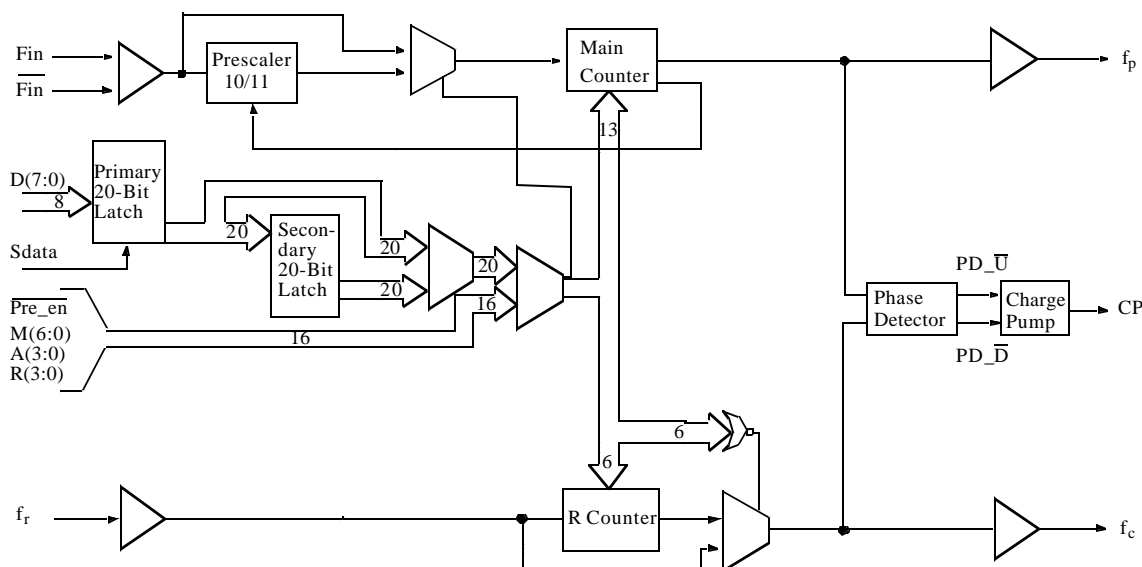 Fin
Fin
Prescaler
10/11
Main
Counter
13
f_p
D(7:0)
8
Primary
20-Bit
Latch
Sdata
20
Secon-
dary
20-Bit
Latch
20
20
20
16
Pre_en
M(6:0)
A(3:0)
R(3:0)
16
Phase
Detector
PD_U
PD_D
Charge
Pump
CP
6
6
f_r
R Counter
f_c